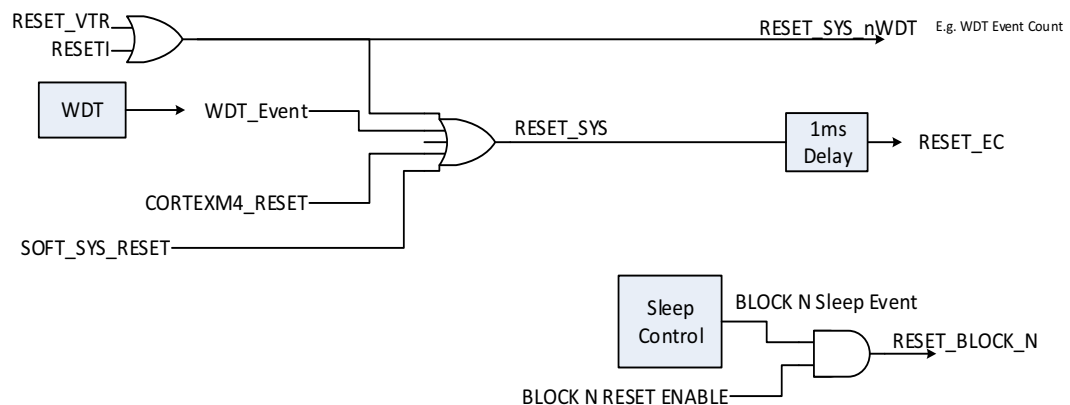 RESET_VTR
RESETI
RESET_SYS_nWDT
E.g. WDT Event Count
WDT
WDT_Event
RESET_SYS
1ms
Delay
RESET_EC
CORTEXM4_RESET
SOFT_SYS_RESET
Sleep
Control
BLOCK N Sleep Event
RESET_BLOCK_N
BLOCK N RESET ENABLE